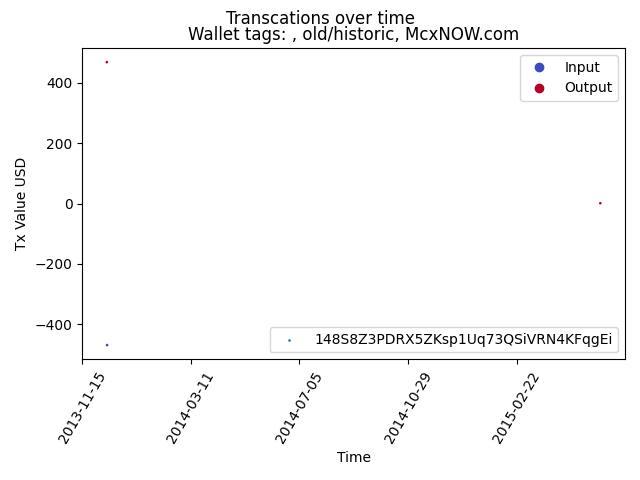 Transcations over time
Wallet tags: , old/historic, McxNOW.com
Input
Output
Tx Value USD
400
200
0
−200
−400
148S8Z3PDRX5ZKsp1Uq73QSiVRN4KFqgEi
2013-11-15
2014-03-11
2014-07-05
2014-10-29
2015-02-22
Time